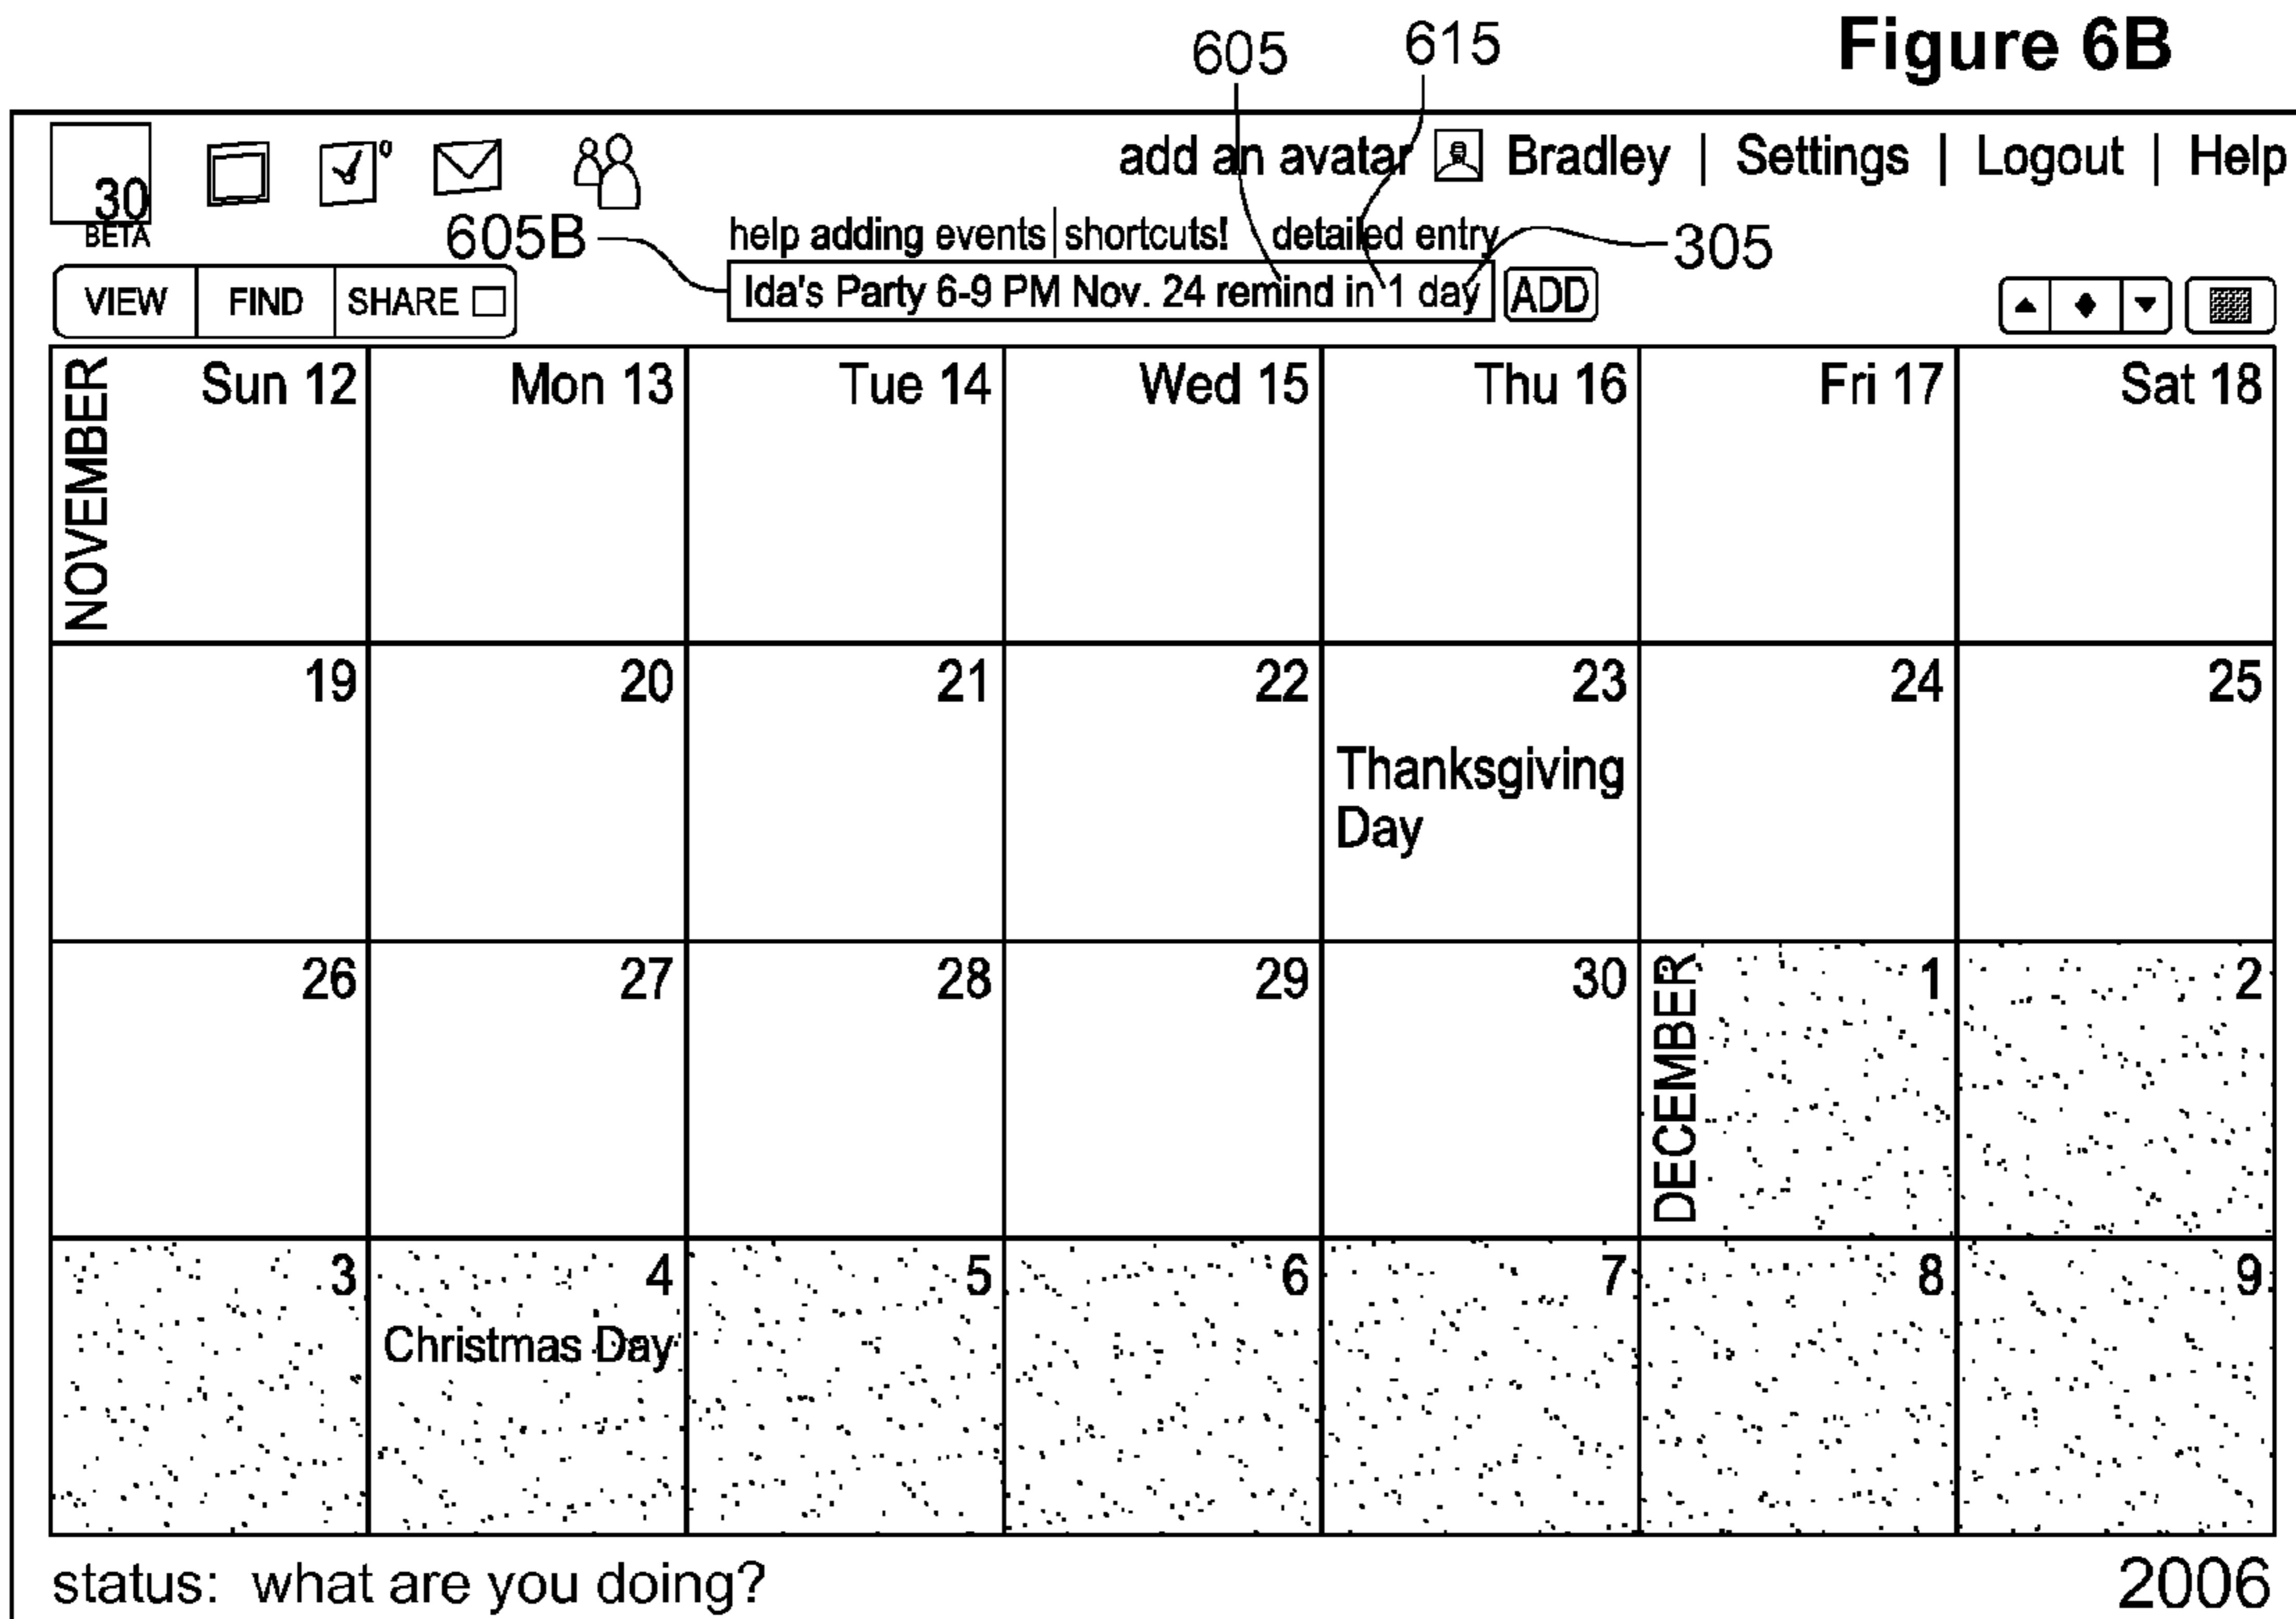 Figure 6B
605 615
add an avatar Bradley | Settings | Logout | Help
30
BETA
605B
help adding events | shortcuts! detailed entry
305
VIEW FIND SHARE
Ida's Party 6-9 PM Nov. 24 remind in 1 day ADD
NOVEMBER
Sun 12 Mon 13 Tue 14 Wed 15 Thu 16 Fri 17 Sat 18
19 20 21 22 23 24 25
Thanksgiving
Day
26 27 28 29 30 1 2
DECEMBER
3 4 5 6 7 8 9
Christmas Day
status: what are you doing? 2006